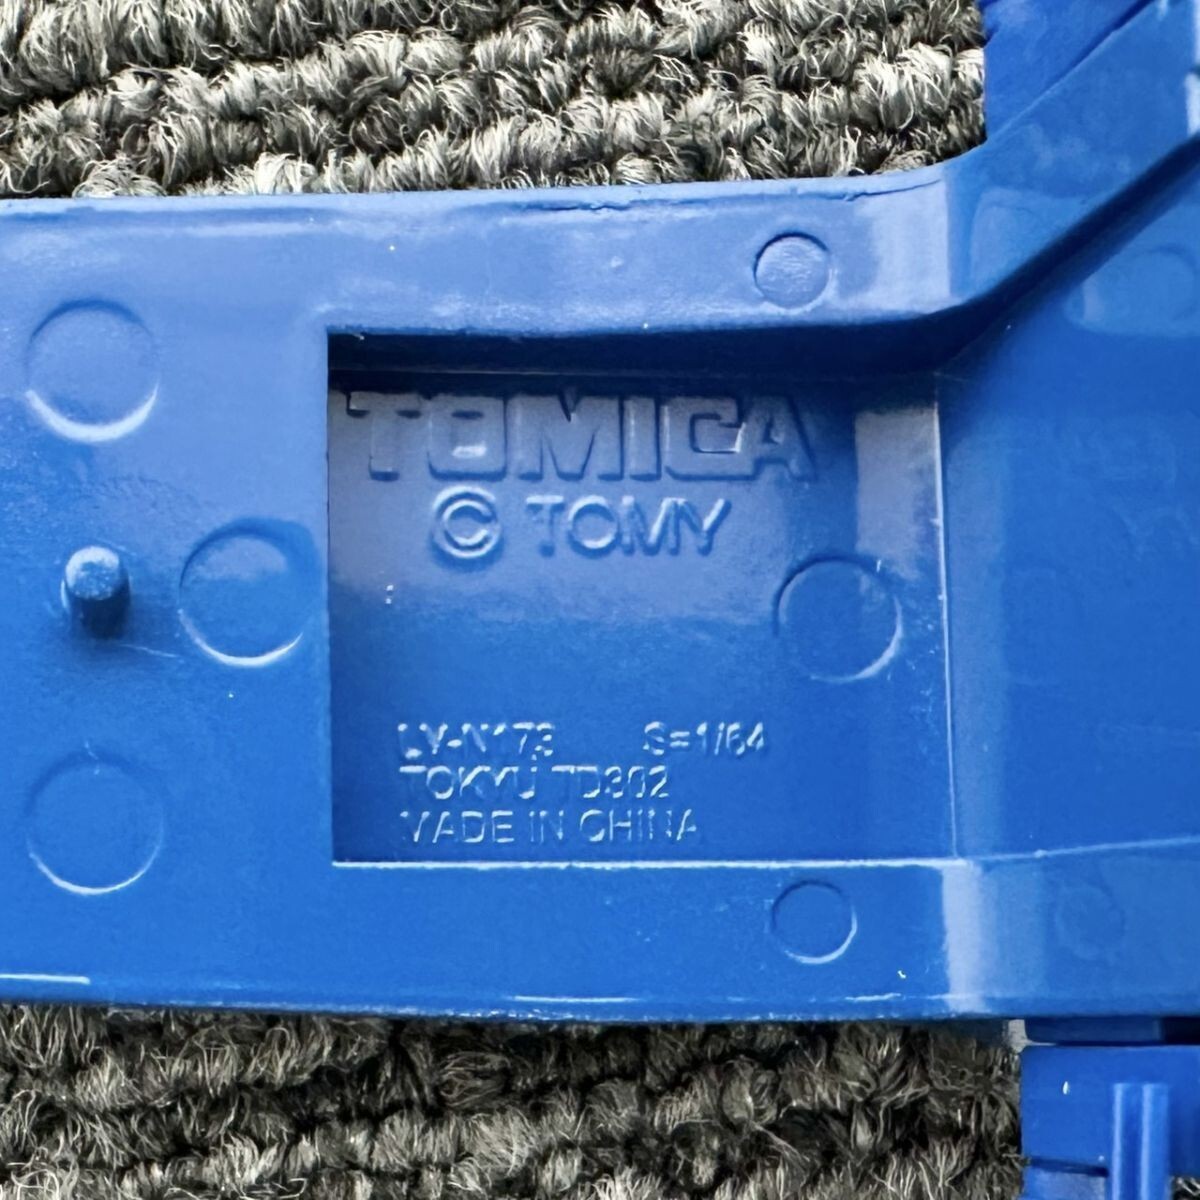 TOMICA
© TOMY
LV-N173 S=1/64
TOKYU TD302
MADE IN CHINA